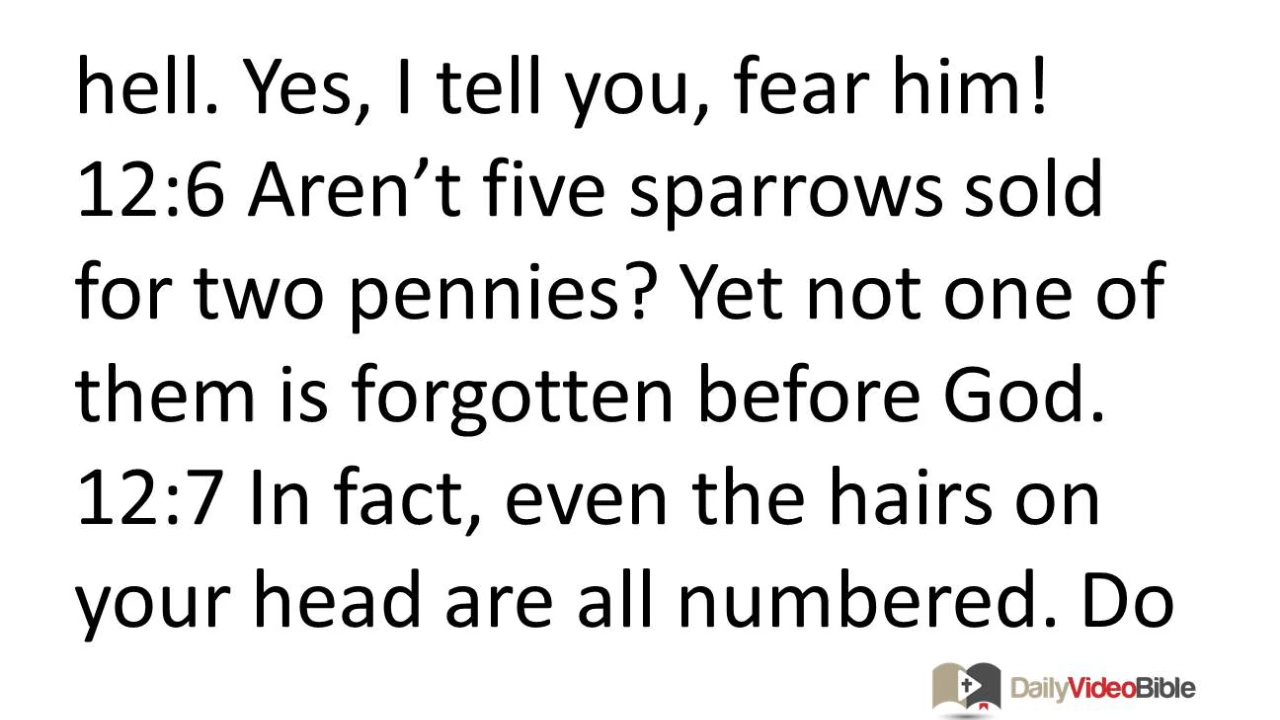 hell. Yes, I tell you, fear him!
12:6 Aren’t five sparrows sold
for two pennies? Yet not one of
them is forgotten before God.
12:7 In fact, even the hairs on
your head are all numbered. Do
DailyVideoBible